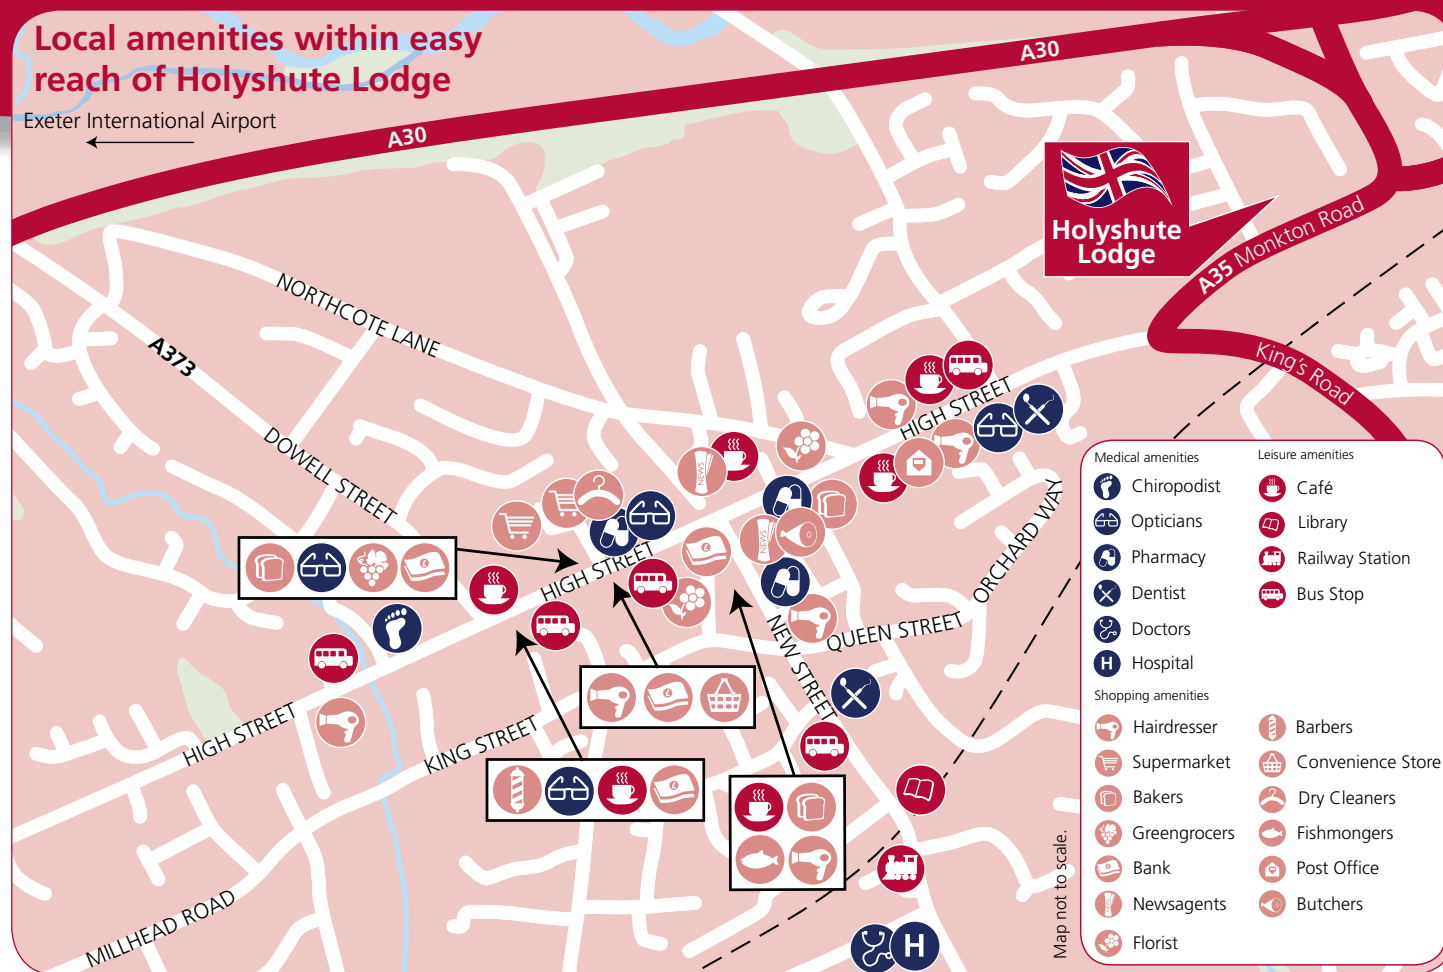 Local amenities within easy
reach of Holyshute Lodge
Exeter International Airport
A30
A30
Holyshute
Lodge
A35 Monkton Road
King's Road
NORTHCOTE LANE
A373
DOWELL STREET
HIGH STREET
HIGH STREET
HIGH STREET
ORCHARD WAY
QUEEN STREET
NEW STREET
KING STREET
MILLHEAD ROAD
NEWS
NEWS
H
Map not to scale.
Medical amenities
Chiropodist
Opticians
Pharmacy
Dentist
Doctors
H Hospital
Leisure amenities
Café
Library
Railway Station
Bus Stop
Shopping amenities
Hairdresser
Supermarket
Bakers
Greengrocers
Bank
Newsagents
Florist
Barbers
Convenience Store
Dry Cleaners
Fishmongers
Post Office
Butchers